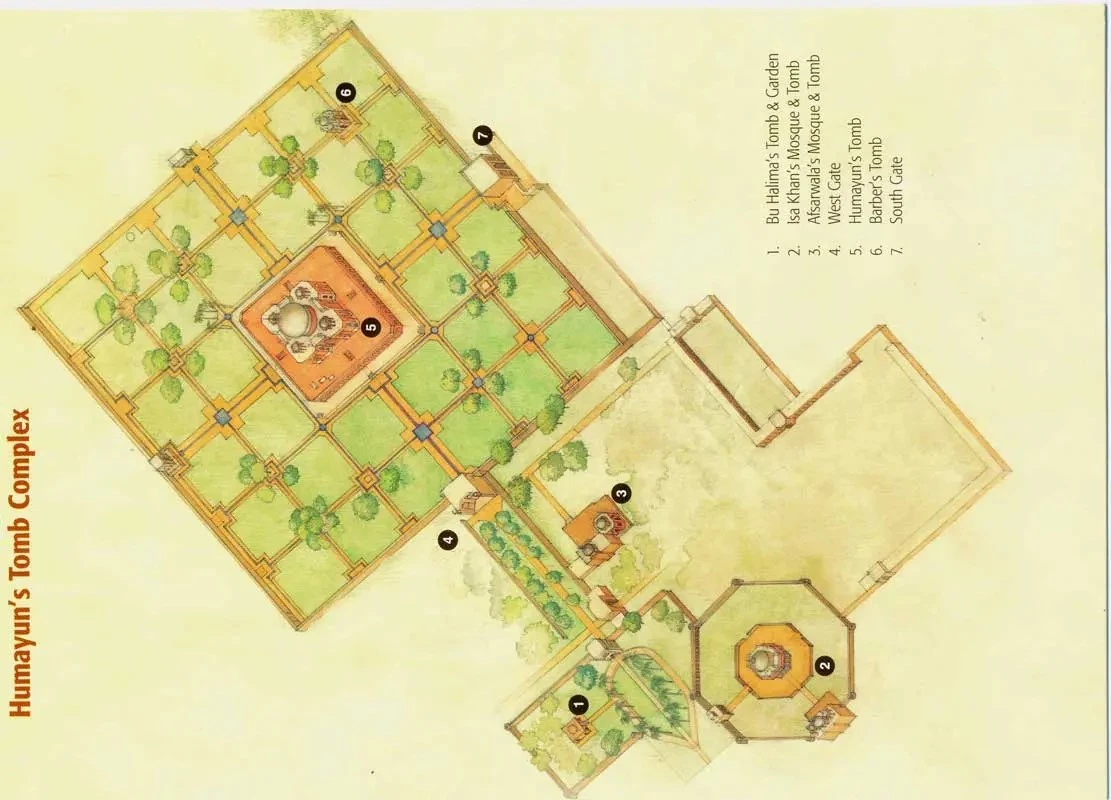 Humayun's Tomb Complex
1. Bu Halima's Tomb & Garden
2. Isa Khan's Mosque & Tomb
3. Afsarwala's Mosque & Tomb
4. West Gate
5. Humayun's Tomb
6. Barber's Tomb
7. South Gate
6
7
5
4
3
2
1